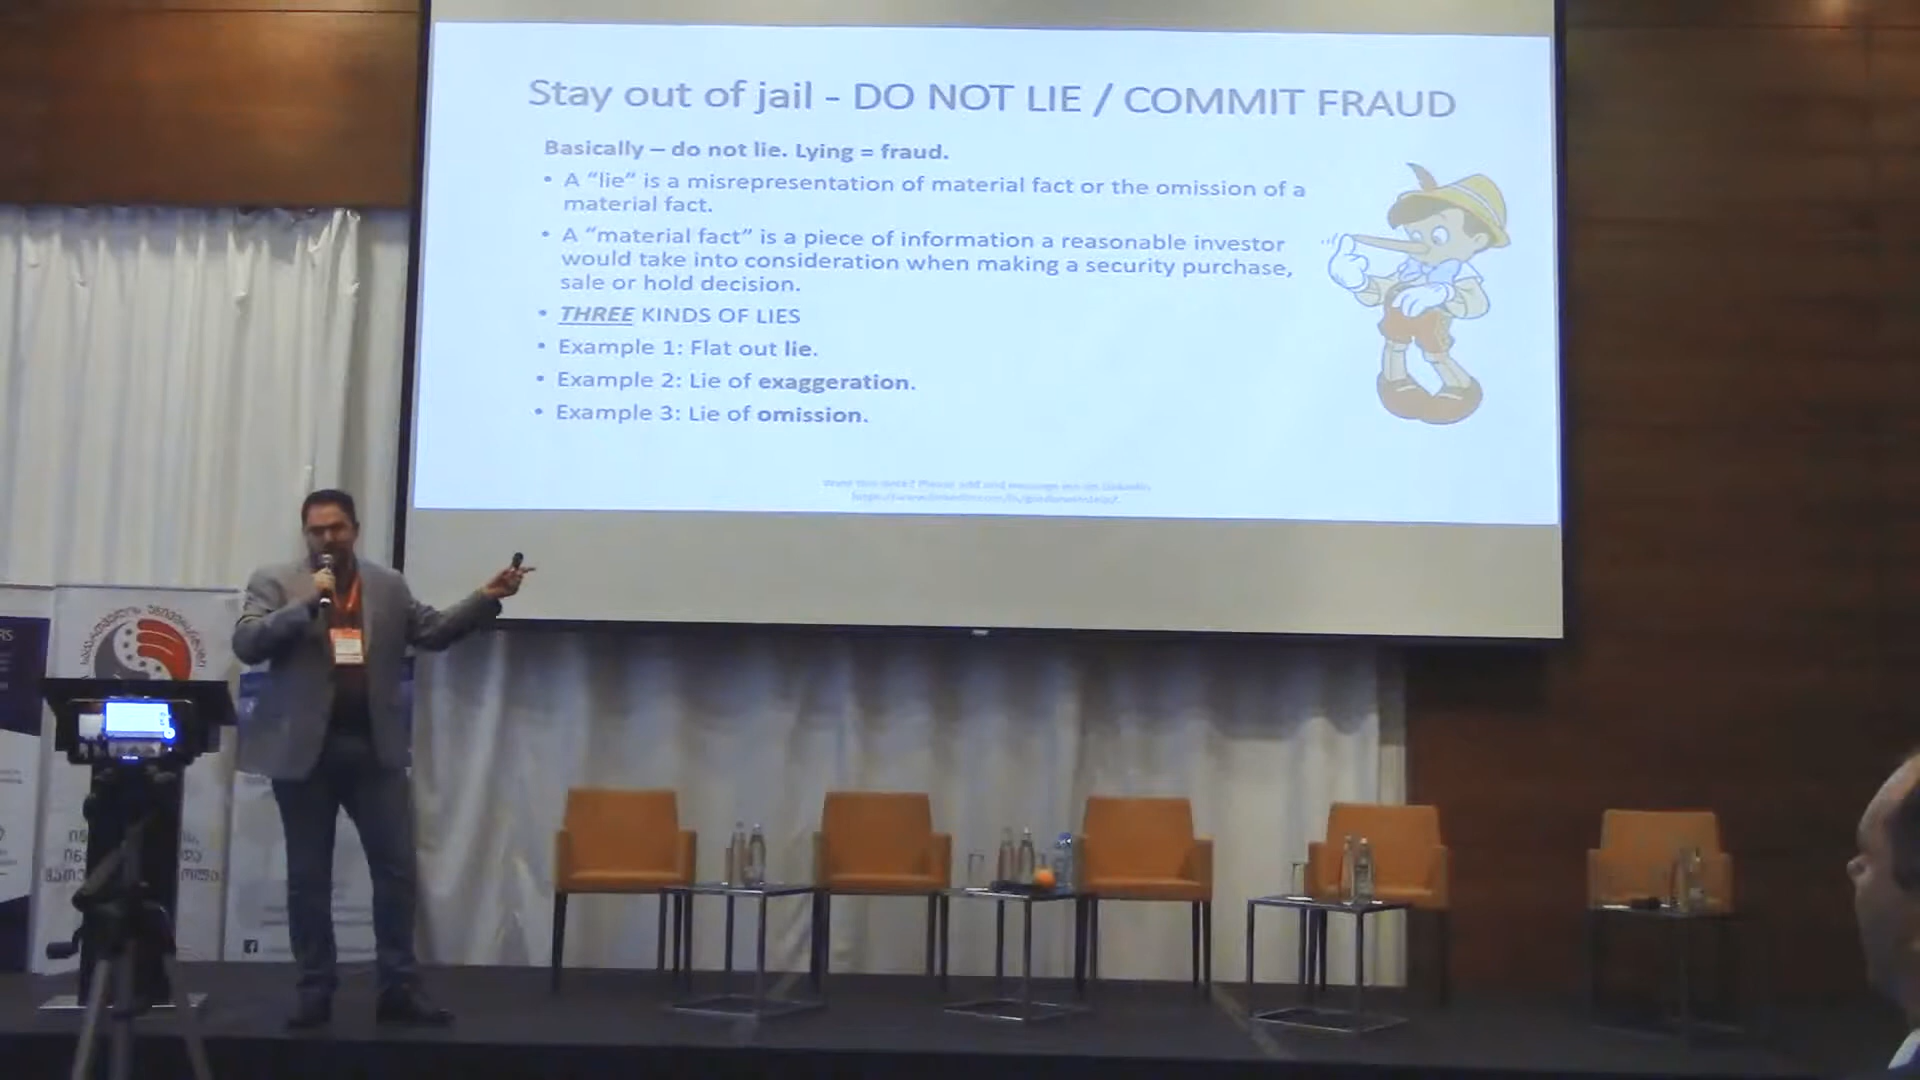 Stay out of jail - DO NOT LIE / COMMIT FRAUD
Basically – do not lie. Lying = fraud.
• A “lie” is a misrepresentation of material fact or the omission of a
material fact.
• A “material fact” is a piece of information a reasonable investor
would take into consideration when making a security purchase,
sale or hold decision.
• THREE KINDS OF LIES
• Example 1: Flat out lie.
• Example 2: Lie of exaggeration.
• Example 3: Lie of omission.
RS
საქართველოს უნივერსიტეტი